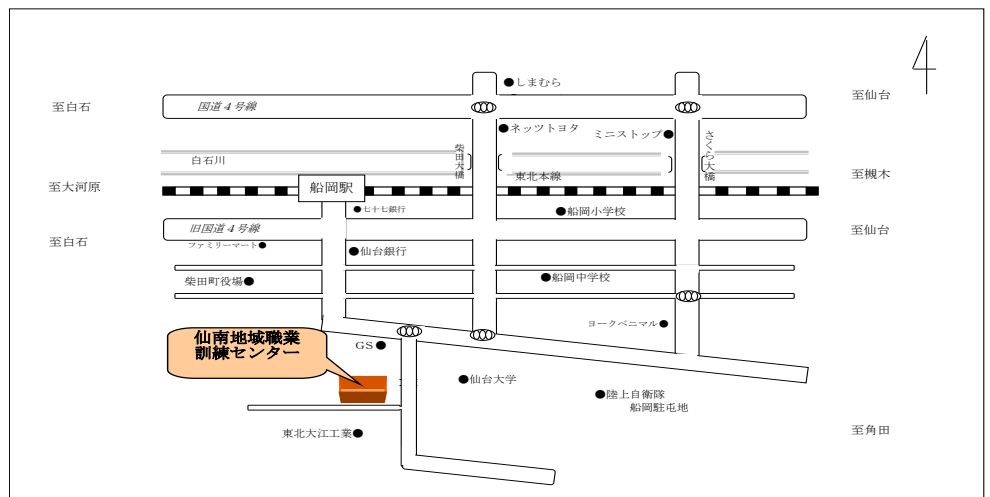 しまむら
至白石
国道４号線
至仙台
ネッツトヨタ
ミニストップ
柴田大橋
さくら大橋
白石川
東北本線
至槻木
至大河原
船岡駅
七十七銀行
船岡小学校
旧国道４号線
至仙台
至白石
ファミリーマート
仙台銀行
柴田町役場
船岡中学校
ヨークベニマル
仙南地域職業
訓練センター
GS
仙台大学
陸上自衛隊
船岡駐屯地
東北大江工業
至角田